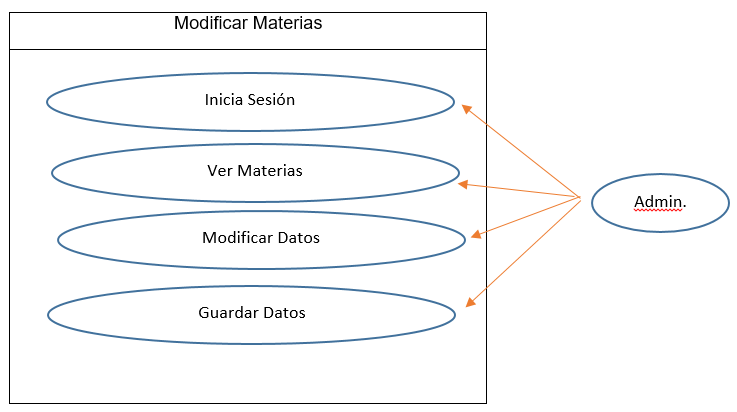 Modificar Materias
Inicia Sesión
Ver Materias
Admin.
Modificar Datos
Guardar Datos